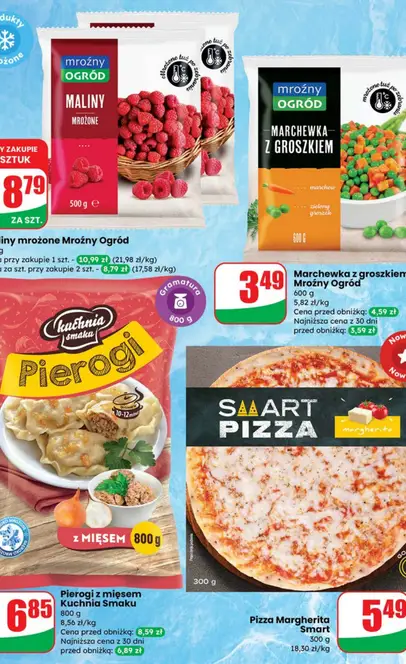 dukty
ożone
mroźny
OGRÓD
MALINY
MROŻONE
500 g e
Y ZAKUPIE
SZTUK
8 79
ZA SZT.
mroźny
OGRÓD
MARCHEWKA
Z GROSZKIEM
marchew
zielony
groszek
600 g
iny mrożone Mroźny Ogród
g
a przy zakupie 1 szt. - 10,99 zł (21,98 zł/kg)
a za szt. przy zakupie 2 szt. - 8,79 zł (17,58 zł/kg)
3 49
Marchewka z groszkiem
Mroźny Ogród
600 g
5,82 zł/kg
Cena przed obniżką: 4,59 zł
Najniższa cena z 30 dni
przed obniżką: 3,59 zł
Gramatura
800 g
kuchnia
smaku
Pierogi
10-12 min
Z MIĘSEM 800 g
SMART
PIZZA
margherita
300 g
6 85
Pierogi z mięsem
Kuchnia Smaku
800 g
8,56 zł/kg
Cena przed obniżką: 8,59 zł
Najniższa cena z 30 dni
przed obniżką: 6,89 zł
Pizza Margherita
Smart
300 g
18,30 zł/kg
5 49